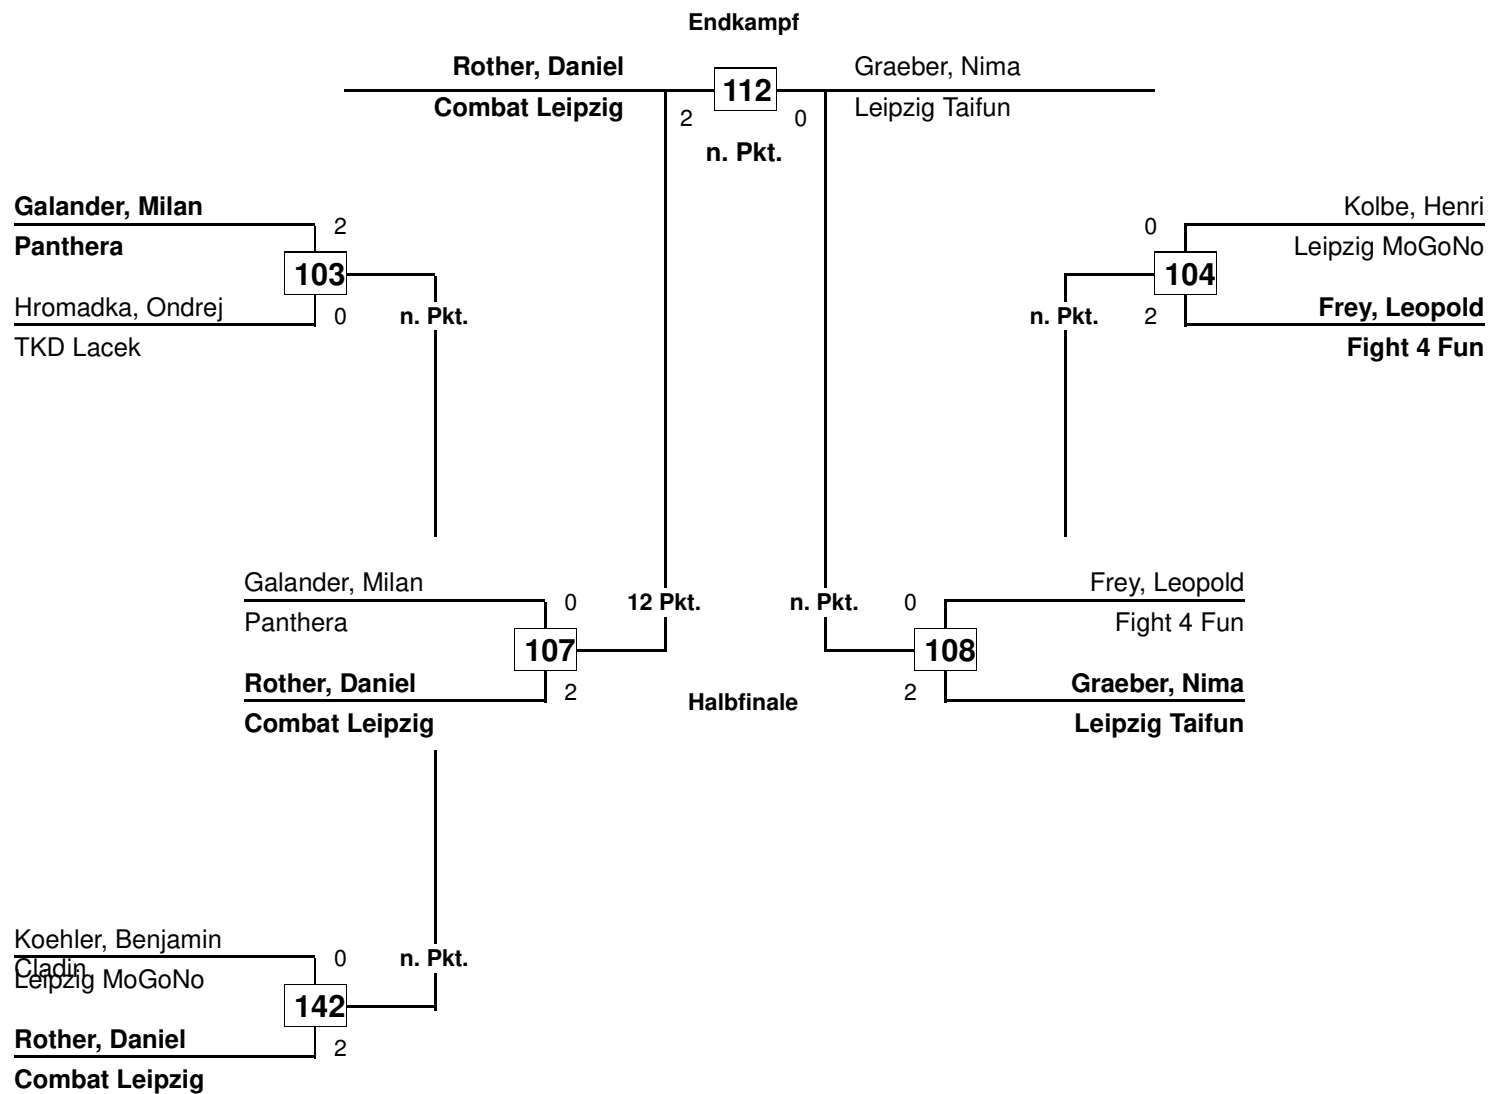 Endkampf
Rother, Daniel
Combat Leipzig
112
Graeber, Nima
Leipzig Taifun
2
0
n. Pkt.
Galander, Milan
Panthera
2
103
Hromadka, Ondrej
TKD Lacek
0
n. Pkt.
Kolbe, Henri
Leipzig MoGoNo
0
104
n. Pkt.
2
Frey, Leopold
Fight 4 Fun
Galander, Milan
Panthera
0
107
12 Pkt.
Rother, Daniel
Combat Leipzig
2
Halbfinale
n. Pkt.
0
Frey, Leopold
Fight 4 Fun
108
2
Graeber, Nima
Leipzig Taifun
Koehler, Benjamin
Cladin
Leipzig MoGoNo
0
n. Pkt.
142
Rother, Daniel
Combat Leipzig
2